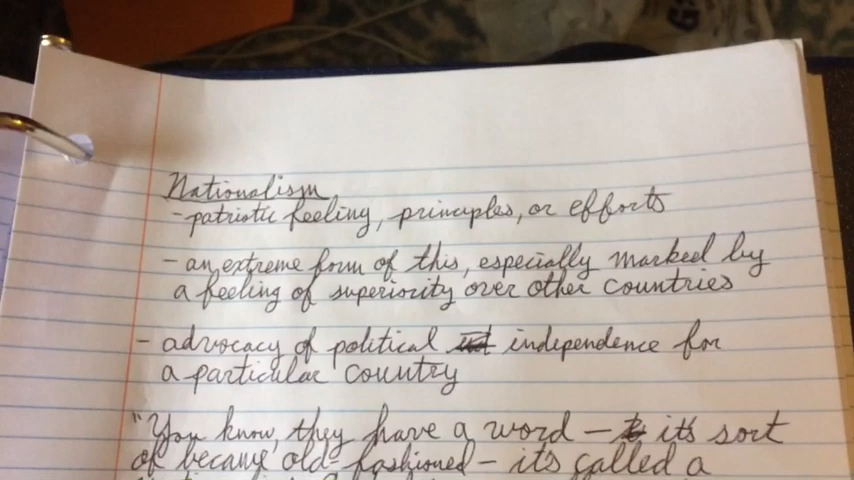 Nationalism
- patriotic feeling, principles, or efforts
- an extreme form of this, especially marked by
a feeling of superiority over other countries
- advocacy of political independence for
a particular country
"You know, they have a word – it's sort
of became old-fashioned – it's called a